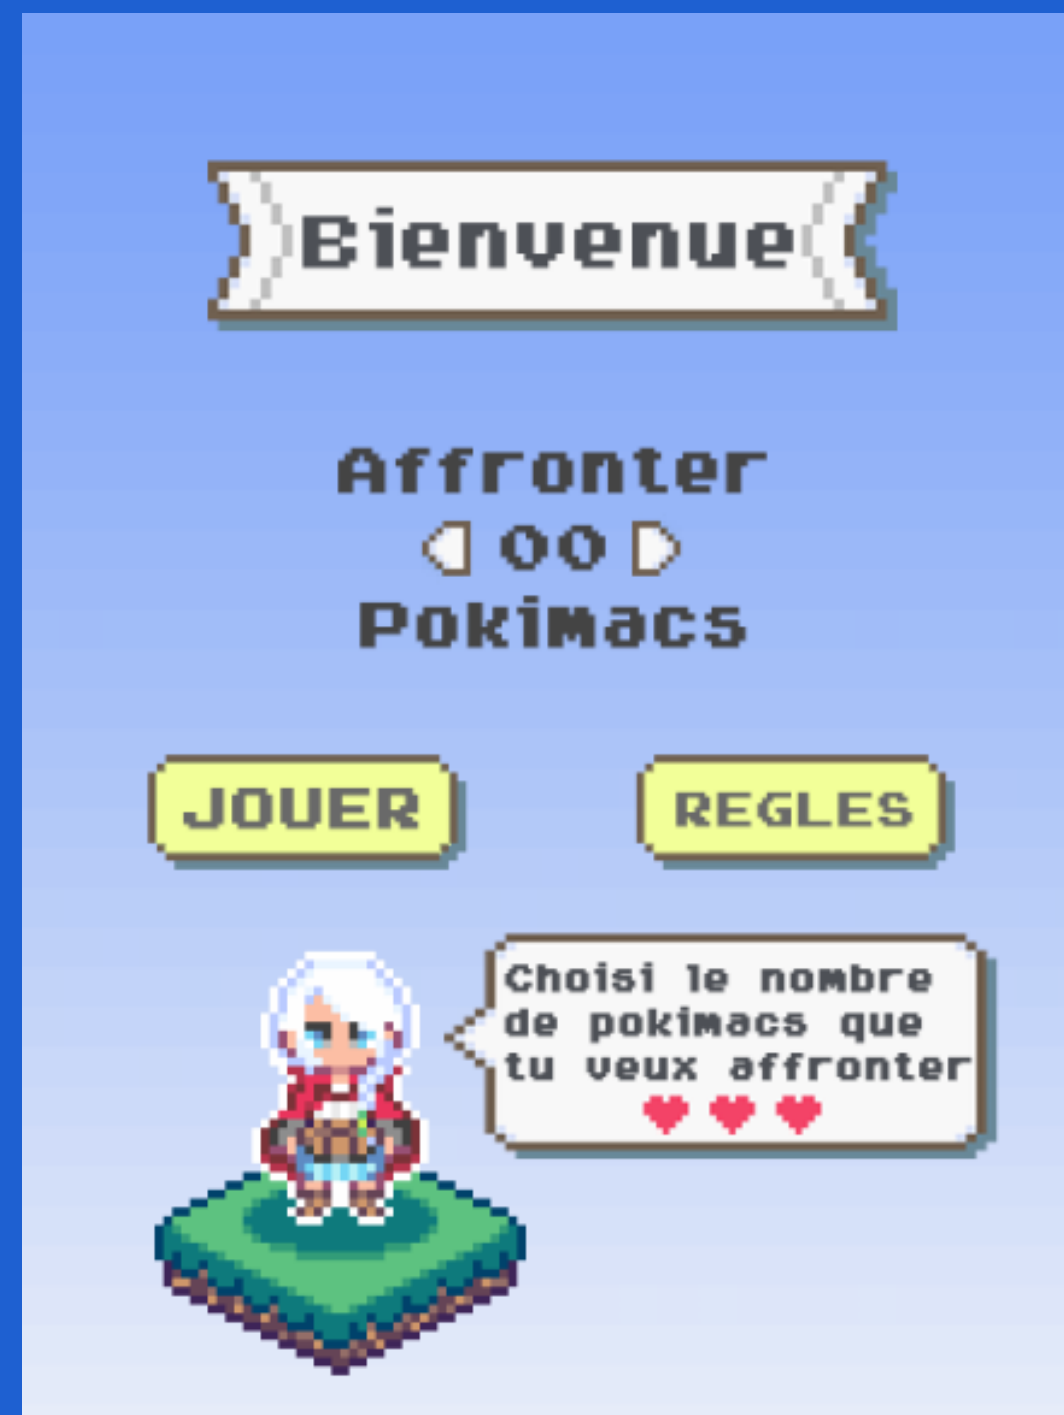 Bienvenue
Affronter
00
Pokimacs
JOUER
REGLES
Choisi le nombre
de pokimacs que
tu veux affronter